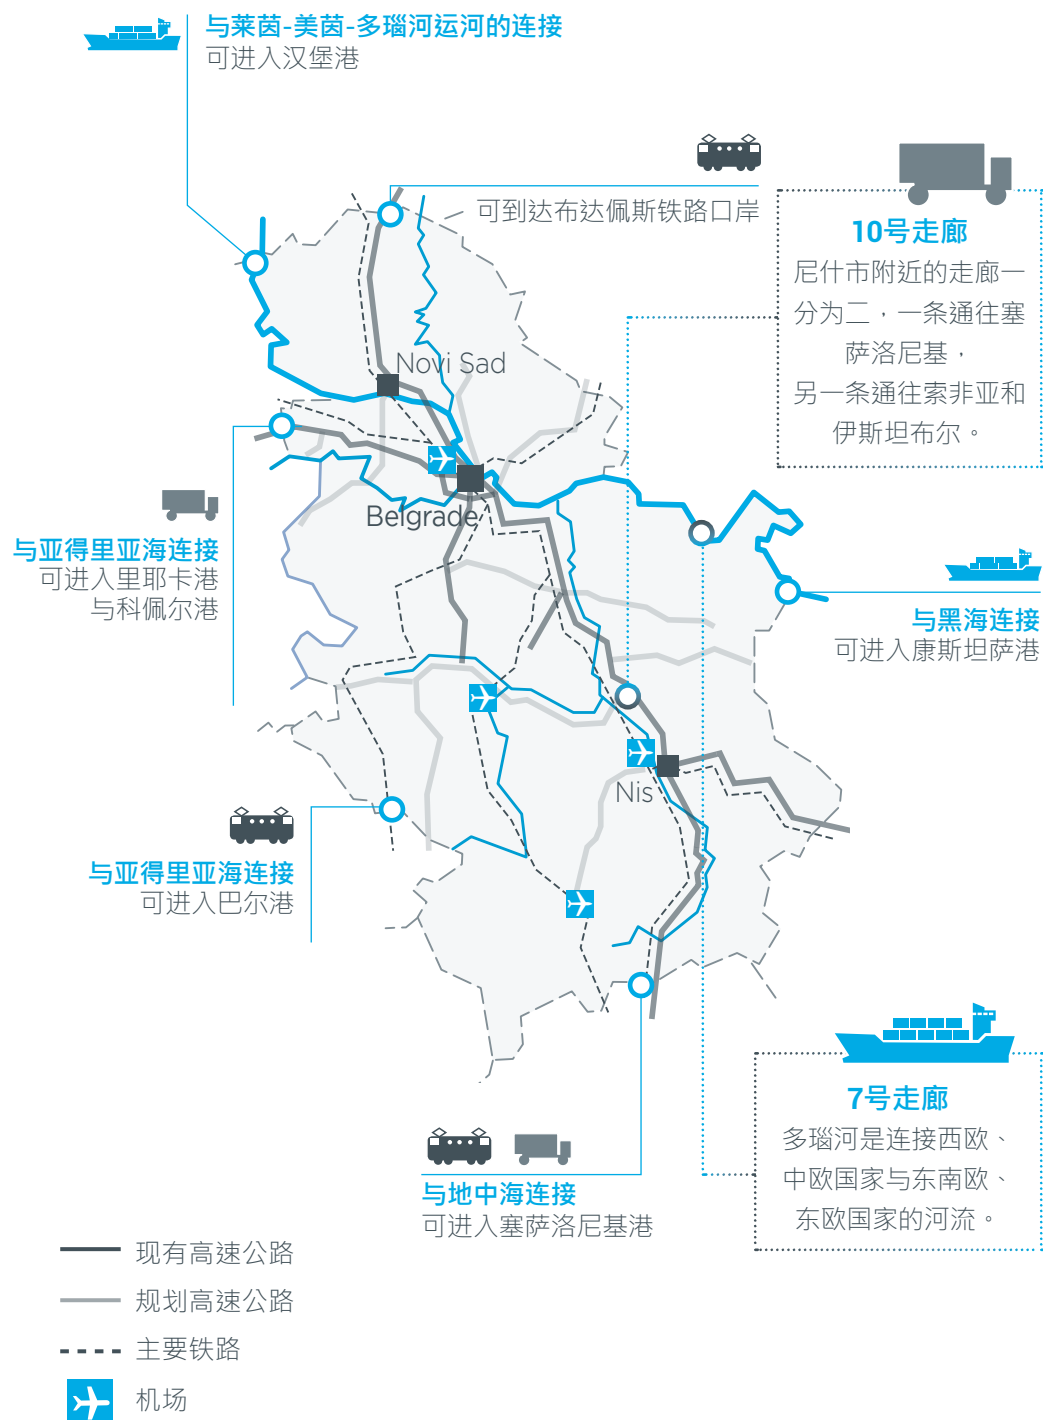 与莱茵-美茵-多瑙河运河的连接
可进入汉堡港
可到达布达佩斯铁路口岸
10号走廊
尼什市附近的走廊一
分为二，一条通往塞
萨洛尼基，
另一条通往索非亚和
伊斯坦布尔。
Novi Sad
Belgrade
与亚得里亚海连接
可进入里耶卡港
与科佩尔港
与黑海连接
可进入康斯坦萨港
Nis
与亚得里亚海连接
可进入巴尔港
7号走廊
多瑙河是连接西欧、
中欧国家与东南欧、
东欧国家的河流。
与地中海连接
可进入塞萨洛尼基港
现有高速公路
规划高速公路
主要铁路
机场